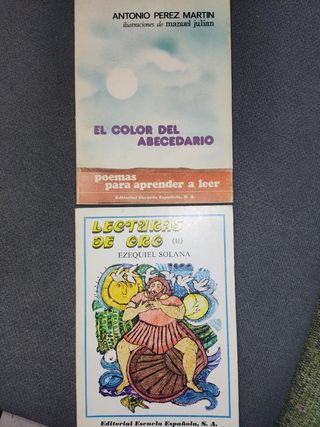 ANTONIO PEREZ MARTIN
ilustraciones de manuel julian
EL COLOR DEL
ABECEDARIO
poemas
para aprender a leer
Editorial Escuela Española, S. A.
LECTURAS
DE ORO (II)
EZEQUIEL SOLANA
Editorial Escuela Española, S. A.